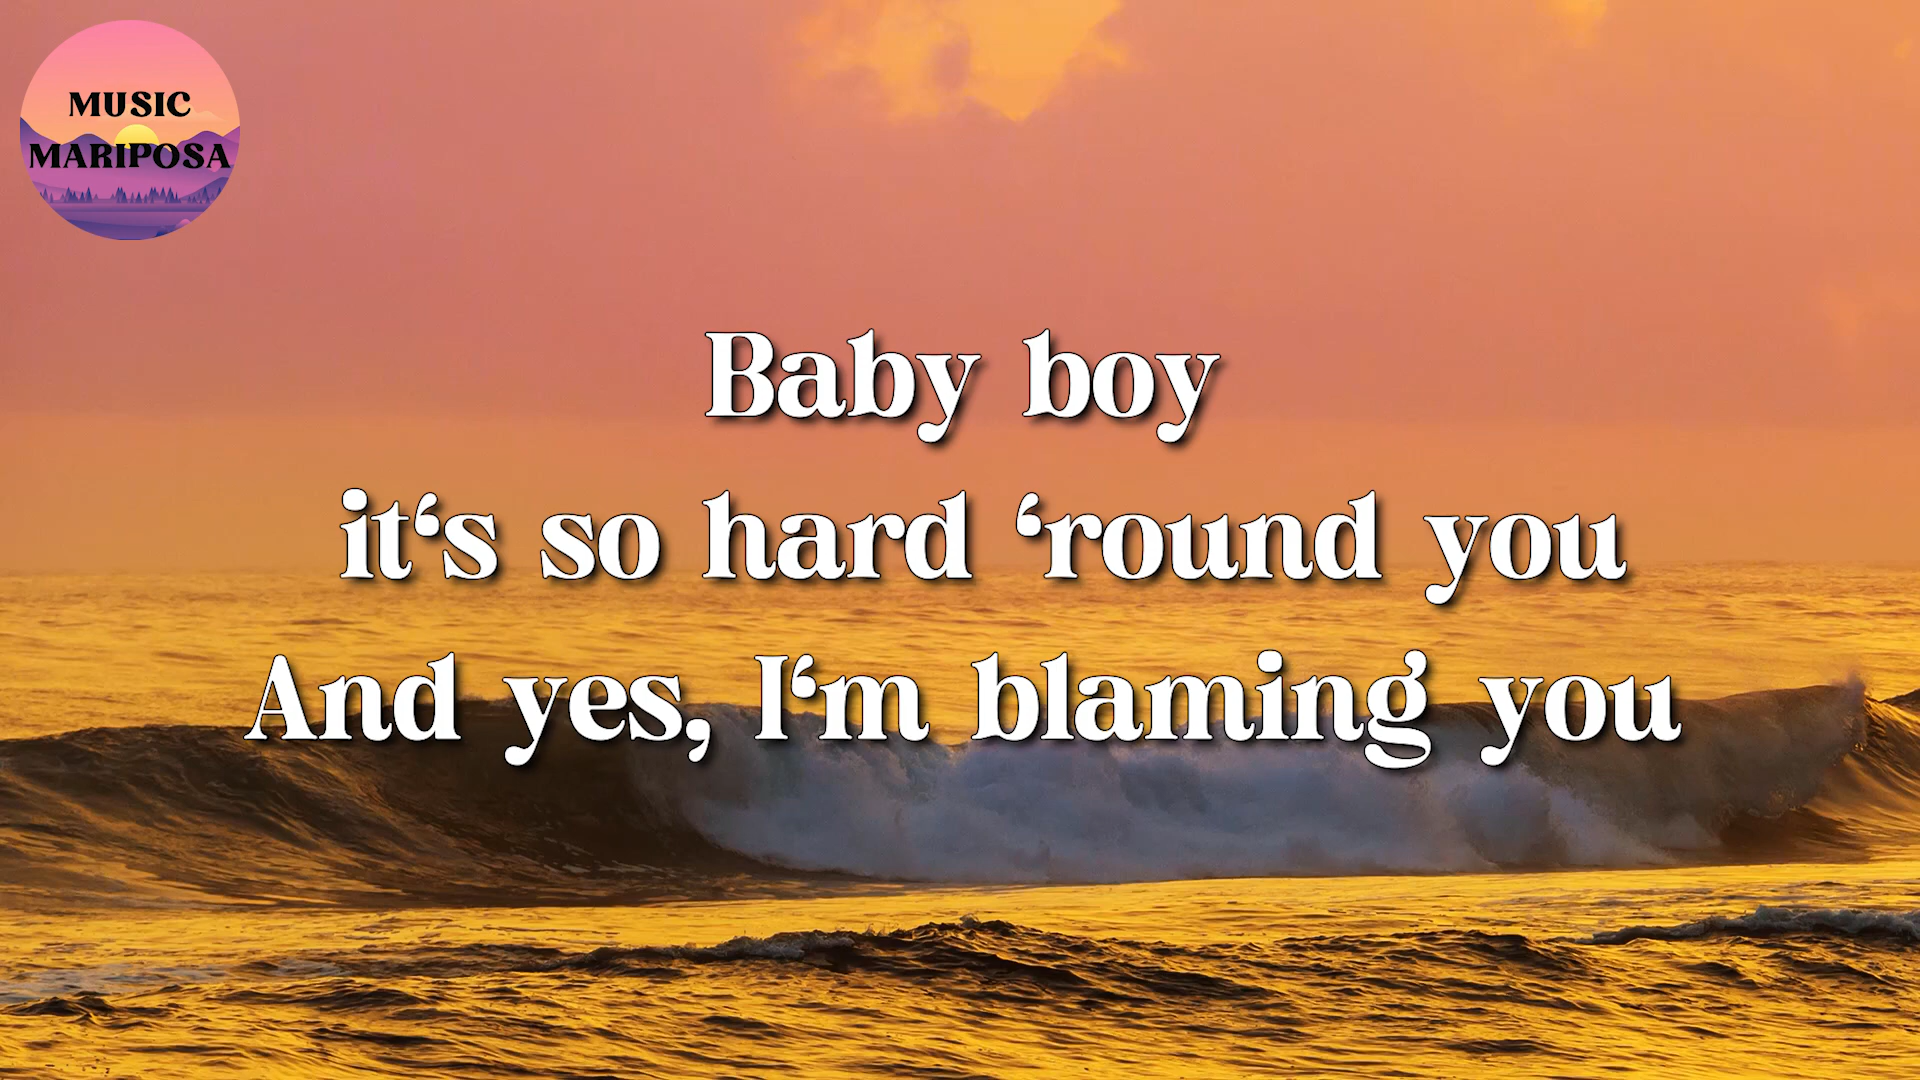 MUSIC
MARIPOSA
Baby boy
it‘s so hard ‘round you
And yes, I‘m blaming you